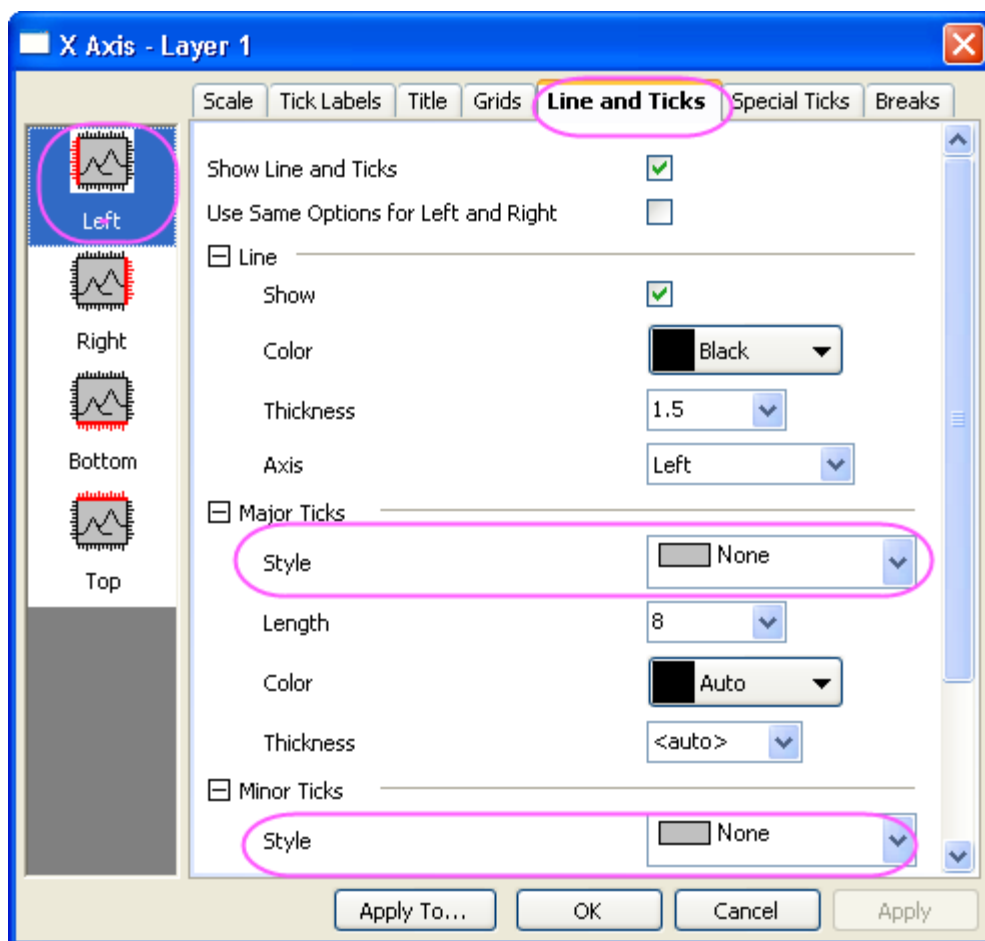 X Axis - Layer 1
Scale Tick Labels Title Grids Line and Ticks Special Ticks Breaks
Left
Right
Bottom
Top
Show Line and Ticks
Use Same Options for Left and Right
Line
Show
Color Black
Thickness 1.5
Axis Left
Major Ticks
Style None
Length 8
Color Auto
Thickness <auto>
Minor Ticks
Style None
Apply To... OK Cancel Apply